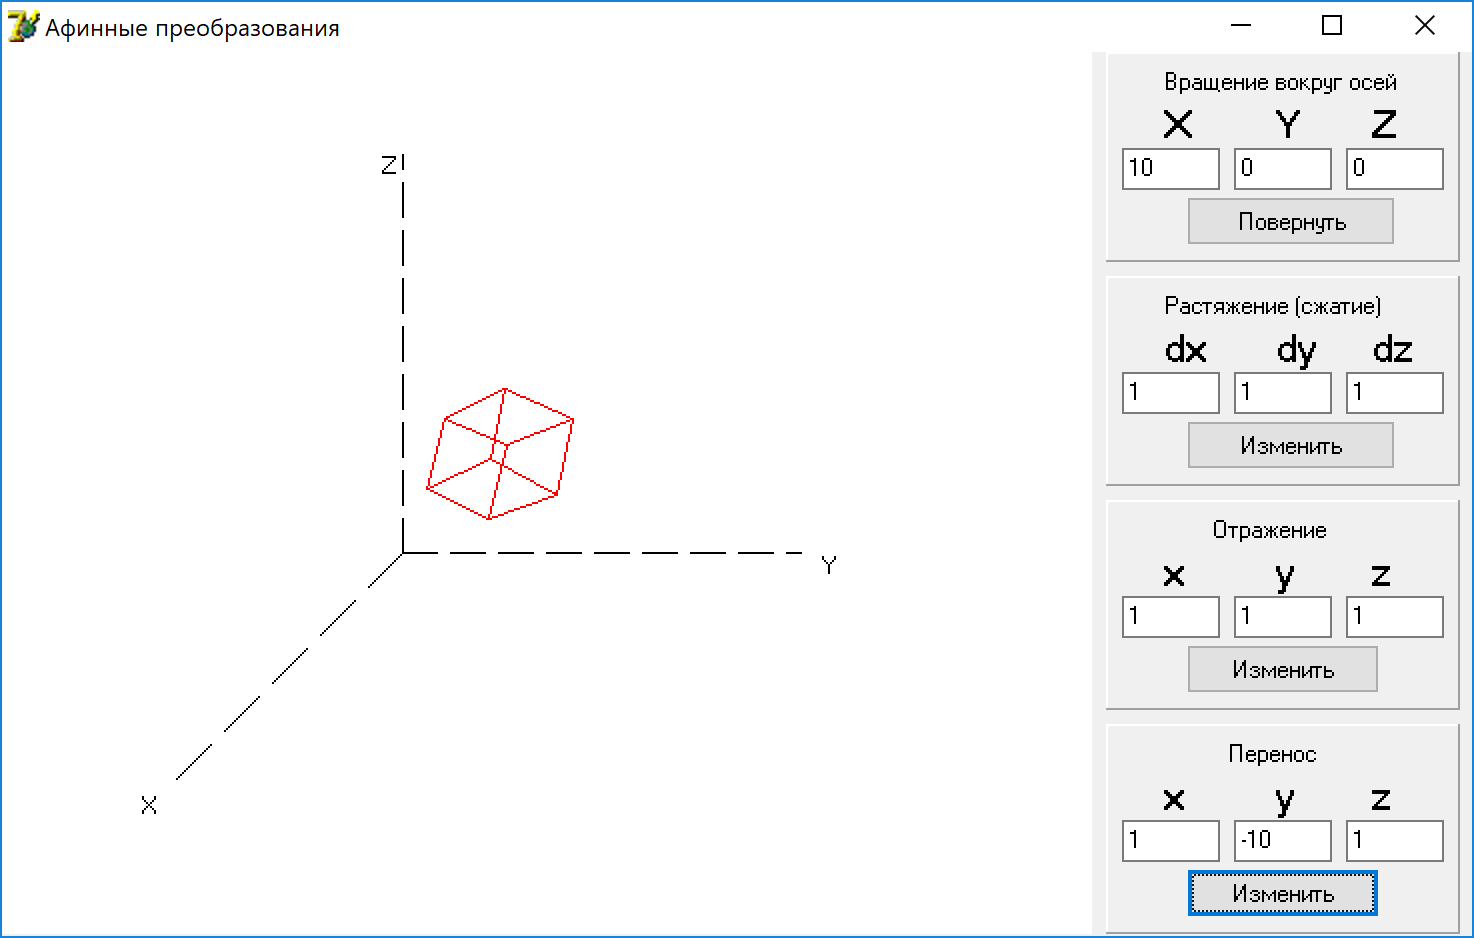 Афинные преобразования
Z
Y
X
Вращение вокруг осей
X Y Z
10 0 0
Повернуть
Растяжение (сжатие)
dx dy dz
1 1 1
Изменить
Отражение
x y z
1 1 1
Изменить
Перенос
x y z
1 -10 1
Изменить